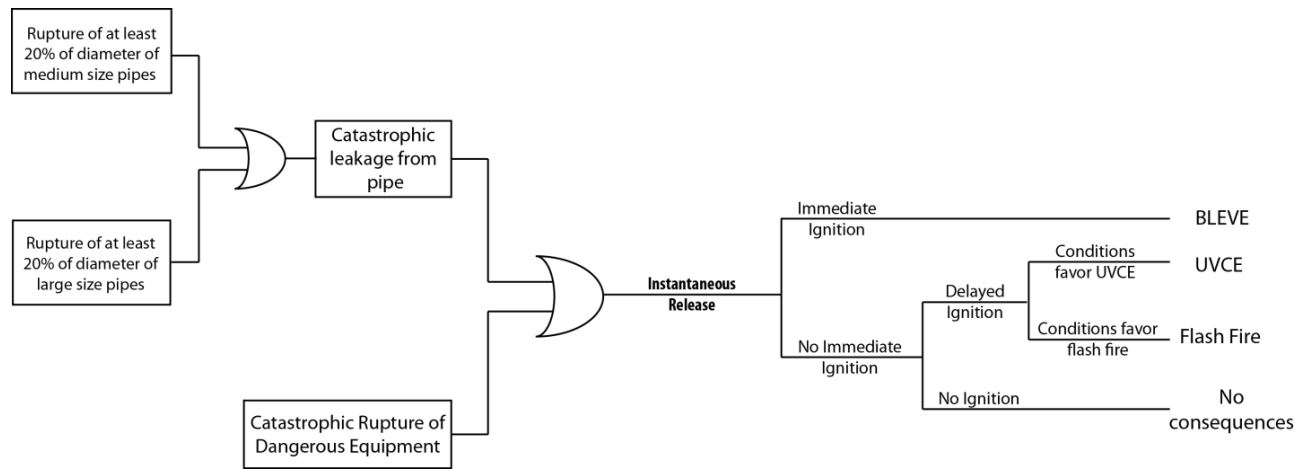 Rupture of at least
20% of diameter of
medium size pipes
Catastrophic
leakage from
pipe
Rupture of at least
20% of diameter of
large size pipes
Catastrophic Rupture of
Dangerous Equipment
Instantaneous
Release
Immediate
Ignition
BLEVE
No Immediate
Ignition
Delayed
Ignition
Conditions
favor UVCE
UVCE
Conditions favor
flash fire
Flash Fire
No Ignition
No
consequences